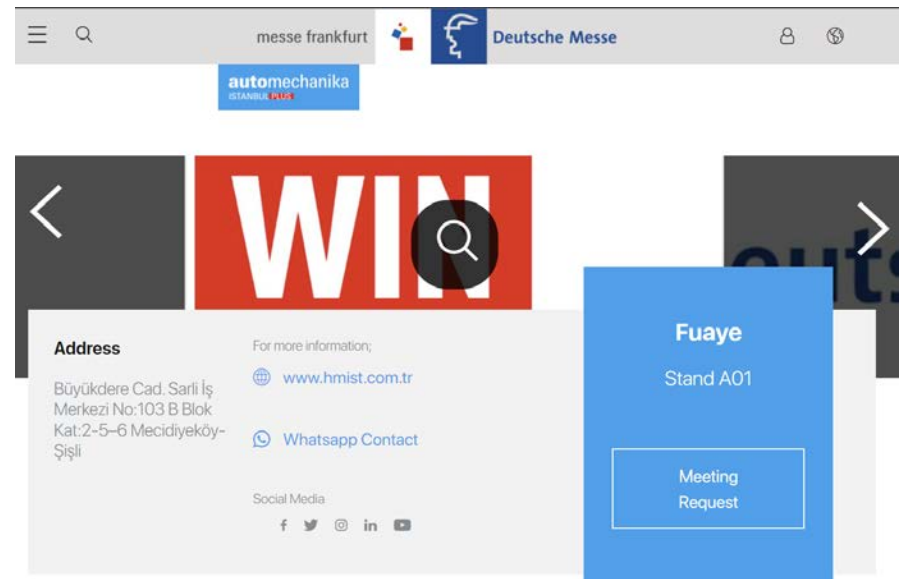 messe frankfurt
Deutsche Messe
automechanika
ISTANBUL PLUS
WIN
euts
Address
Büyükdere Cad. Sarli İş
Merkezi No:103 B Blok
Kat:2-5–6 Mecidiyeköy-
Şişli
For more information;
www.hmist.com.tr
Whatsapp Contact
Social Media
f in
Fuaye
Stand A01
Meeting
Request